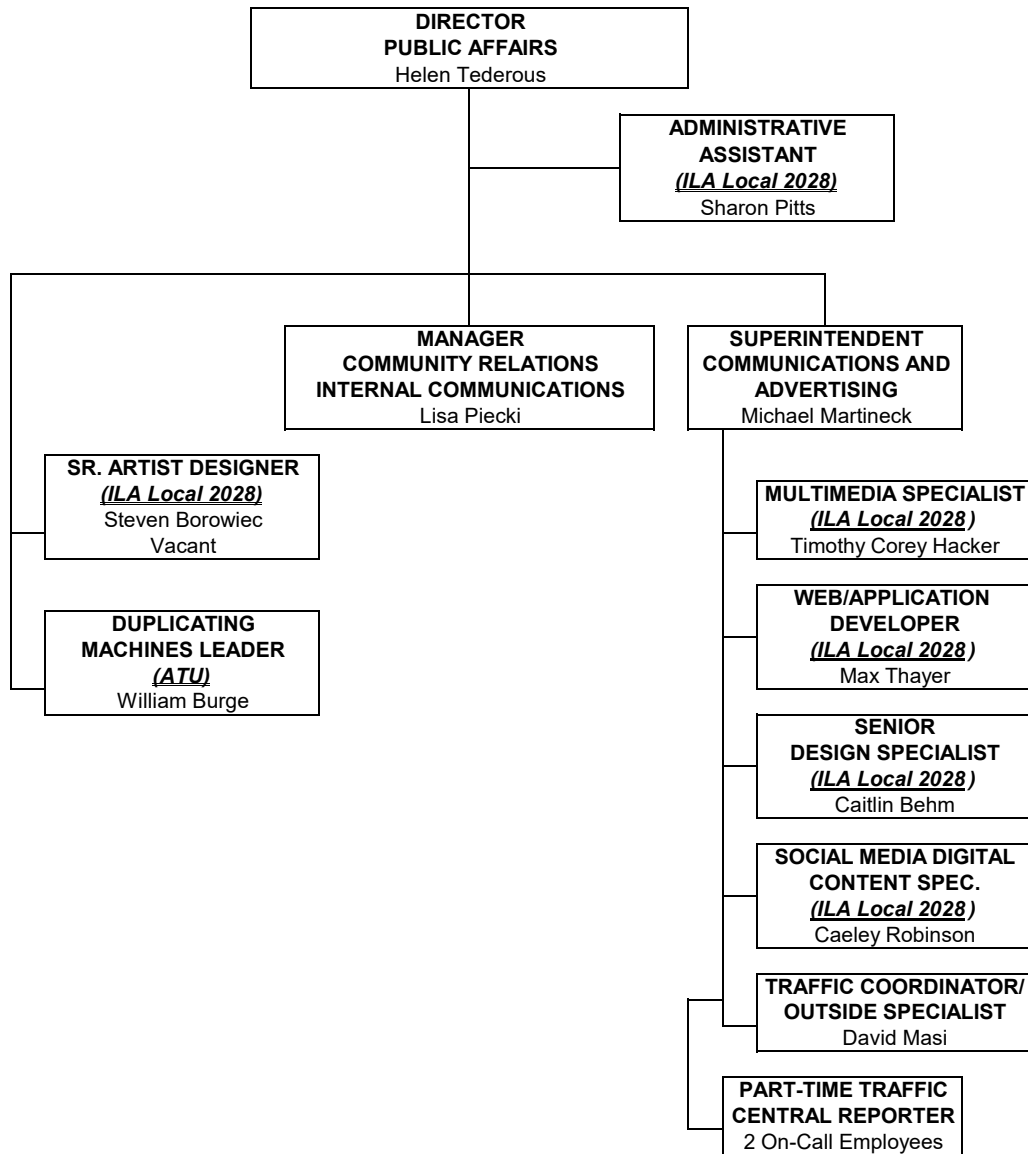 DIRECTOR
PUBLIC AFFAIRS
Helen Tederous
ADMINISTRATIVE
ASSISTANT
(ILA Local 2028)
Sharon Pitts
MANAGER
COMMUNITY RELATIONS
INTERNAL COMMUNICATIONS
Lisa Piecki
SUPERINTENDENT
COMMUNICATIONS AND
ADVERTISING
Michael Martineck
SR. ARTIST DESIGNER
(ILA Local 2028)
Steven Borowiec
Vacant
DUPLICATING
MACHINES LEADER
(ATU)
William Burge
MULTIMEDIA SPECIALIST
(ILA Local 2028)
Timothy Corey Hacker
WEB/APPLICATION
DEVELOPER
(ILA Local 2028)
Max Thayer
SENIOR
DESIGN SPECIALIST
(ILA Local 2028)
Caitlin Behm
SOCIAL MEDIA DIGITAL
CONTENT SPEC.
(ILA Local 2028)
Caeley Robinson
TRAFFIC COORDINATOR/
OUTSIDE SPECIALIST
David Masi
PART-TIME TRAFFIC
CENTRAL REPORTER
2 On-Call Employees